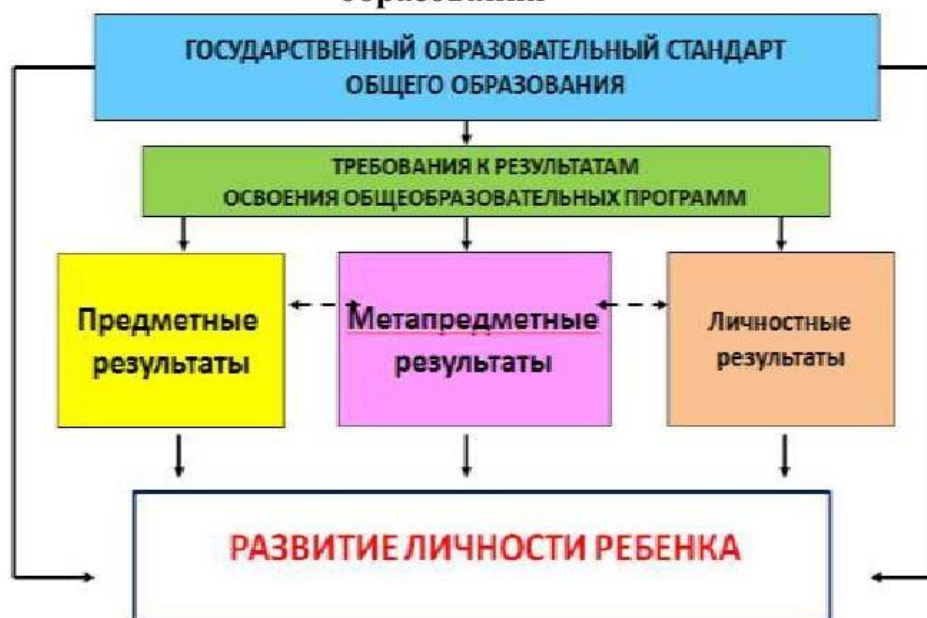 ГОСУДАРСТВЕННЫЙ ОБРАЗОВАТЕЛЬНЫЙ СТАНДАРТ
ОБЩЕГО ОБРАЗОВАНИЯ
ТРЕБОВАНИЯ К РЕЗУЛЬТАТАМ
ОСВОЕНИЯ ОБЩЕОБРАЗОВАТЕЛЬНЫХ ПРОГРАММ
Предметные
результаты
Метапредметные
результаты
Личностные
результаты
РАЗВИТИЕ ЛИЧНОСТИ РЕБЕНКА